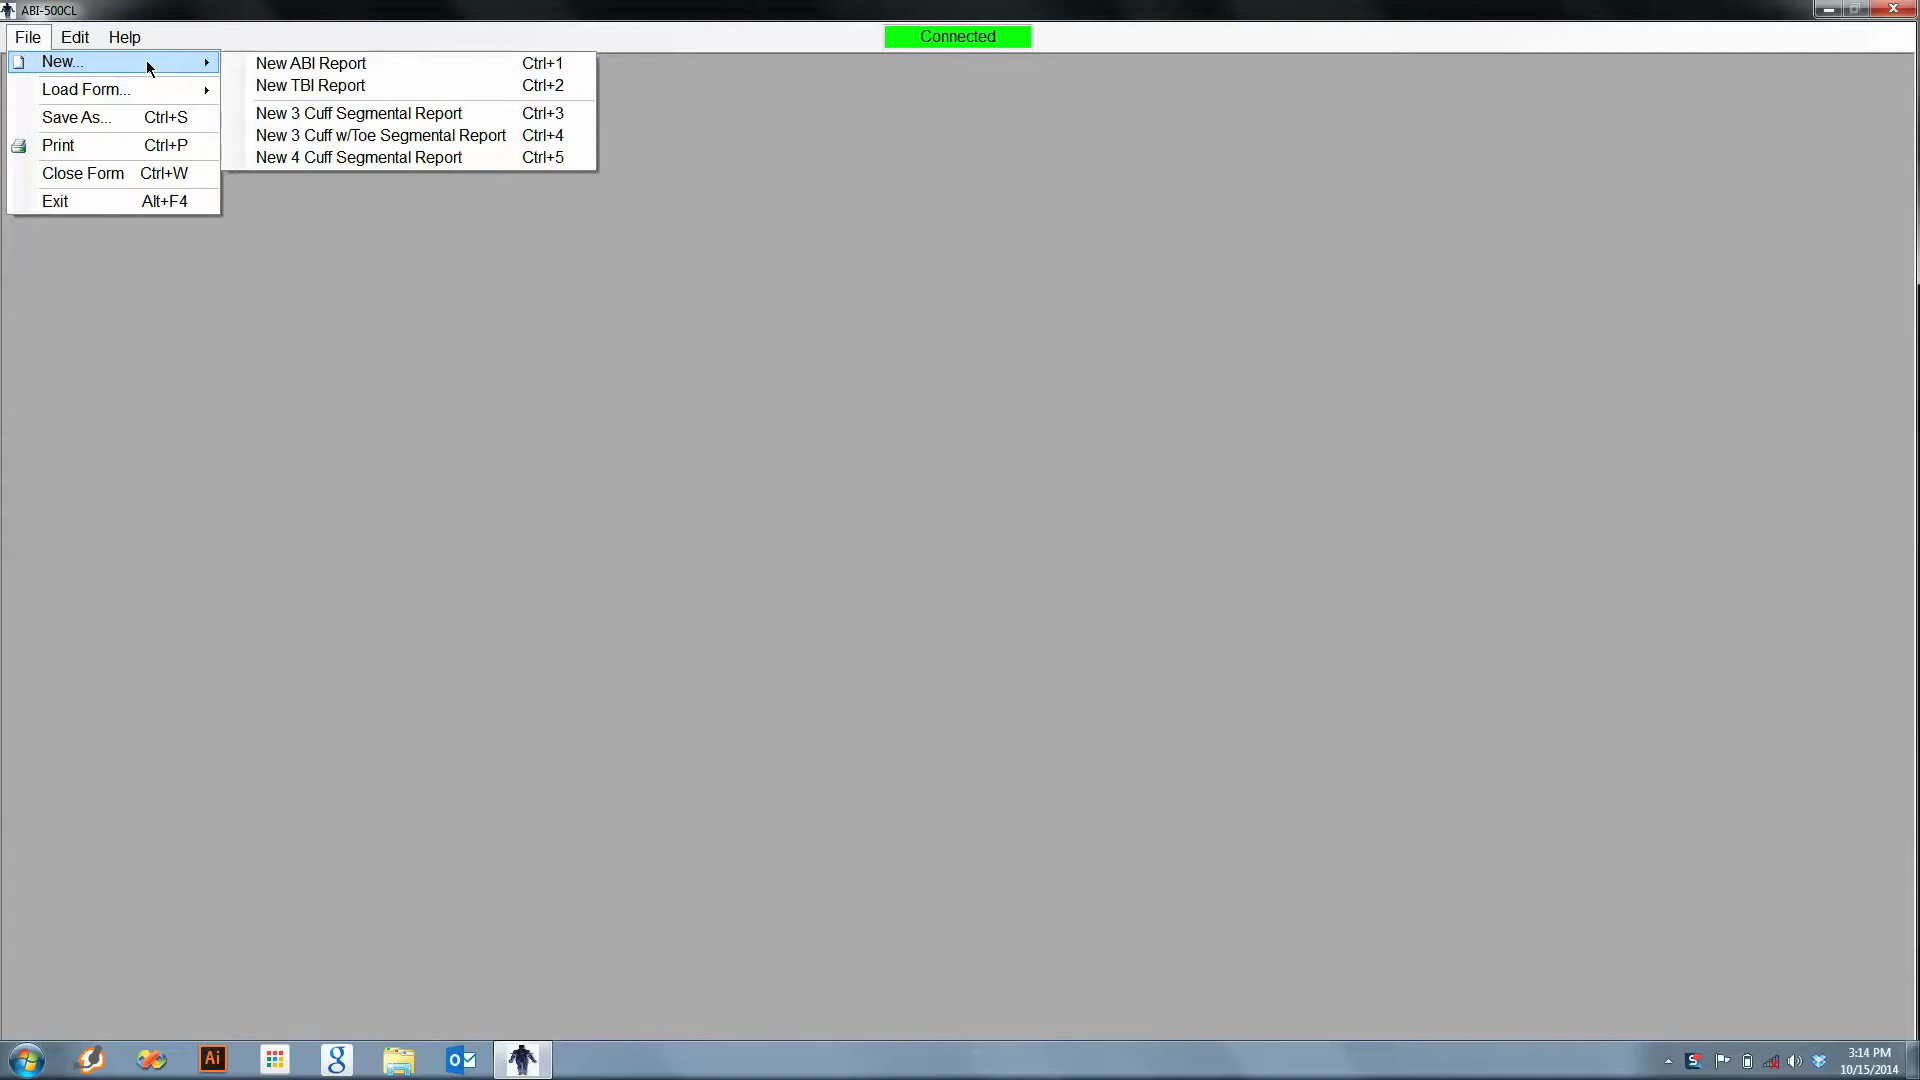 ABI-500CL
File Edit Help
Connected
New...
Load Form...
Save As... Ctrl+S
Print Ctrl+P
Close Form Ctrl+W
Exit Alt+F4
New ABI Report Ctrl+1
New TBI Report Ctrl+2
New 3 Cuff Segmental Report Ctrl+3
New 3 Cuff w/Toe Segmental Report Ctrl+4
New 4 Cuff Segmental Report Ctrl+5
Ai
g
3:14 PM
10/15/2014